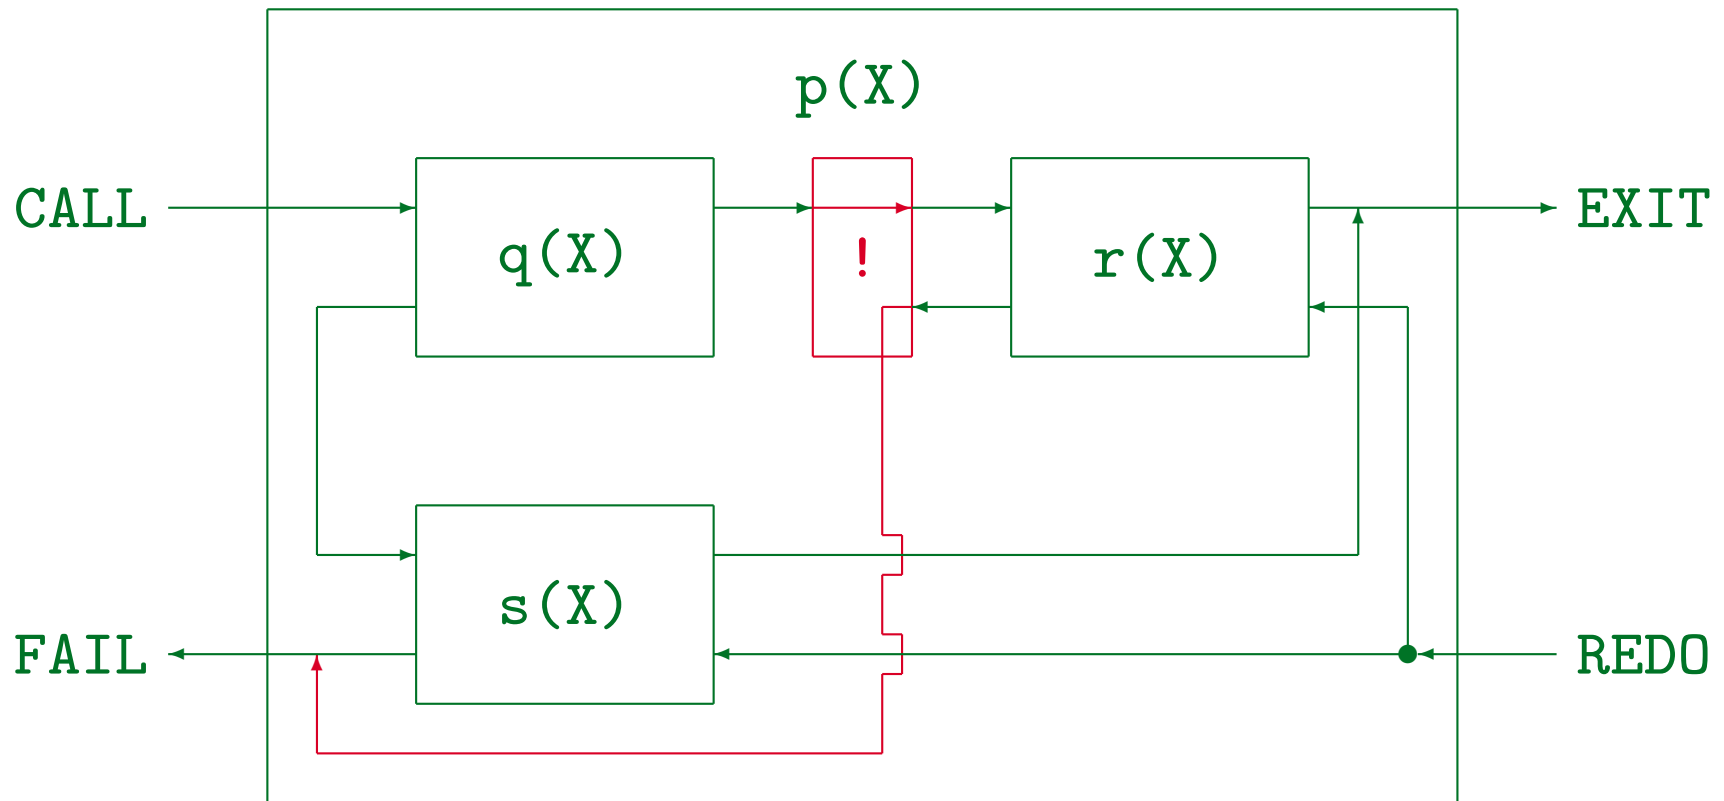 p(X)
CALL
q(X)
!
r(X)
EXIT
s(X)
FAIL
REDO